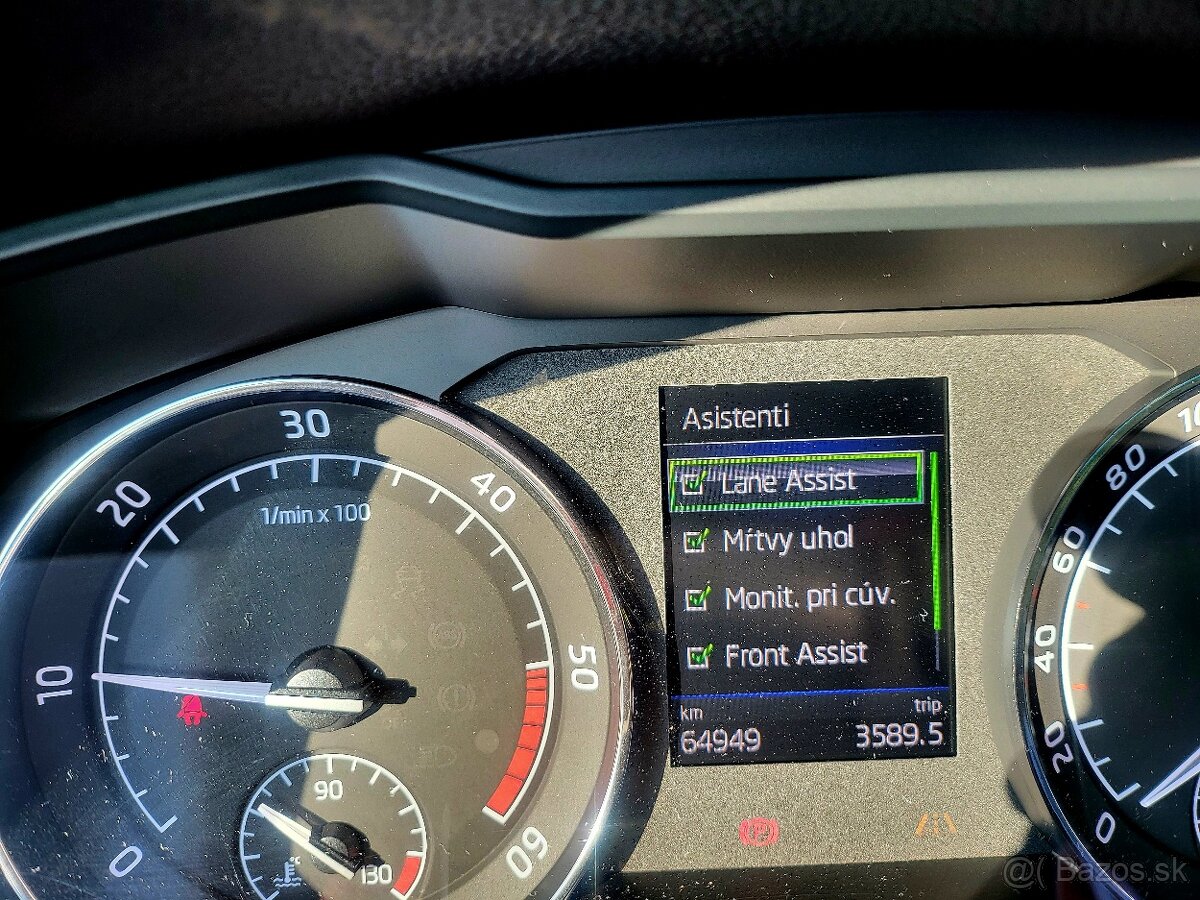 Asistenti
Lane Assist
Mŕtvy uhol
Monit. pri cúv.
Front Assist
km trip
64949 3589.5
0
10
20
30
40
50
60
1/min x 100
90
130
°C
0
20
40
60
80
(P)
@( Bazos.sk